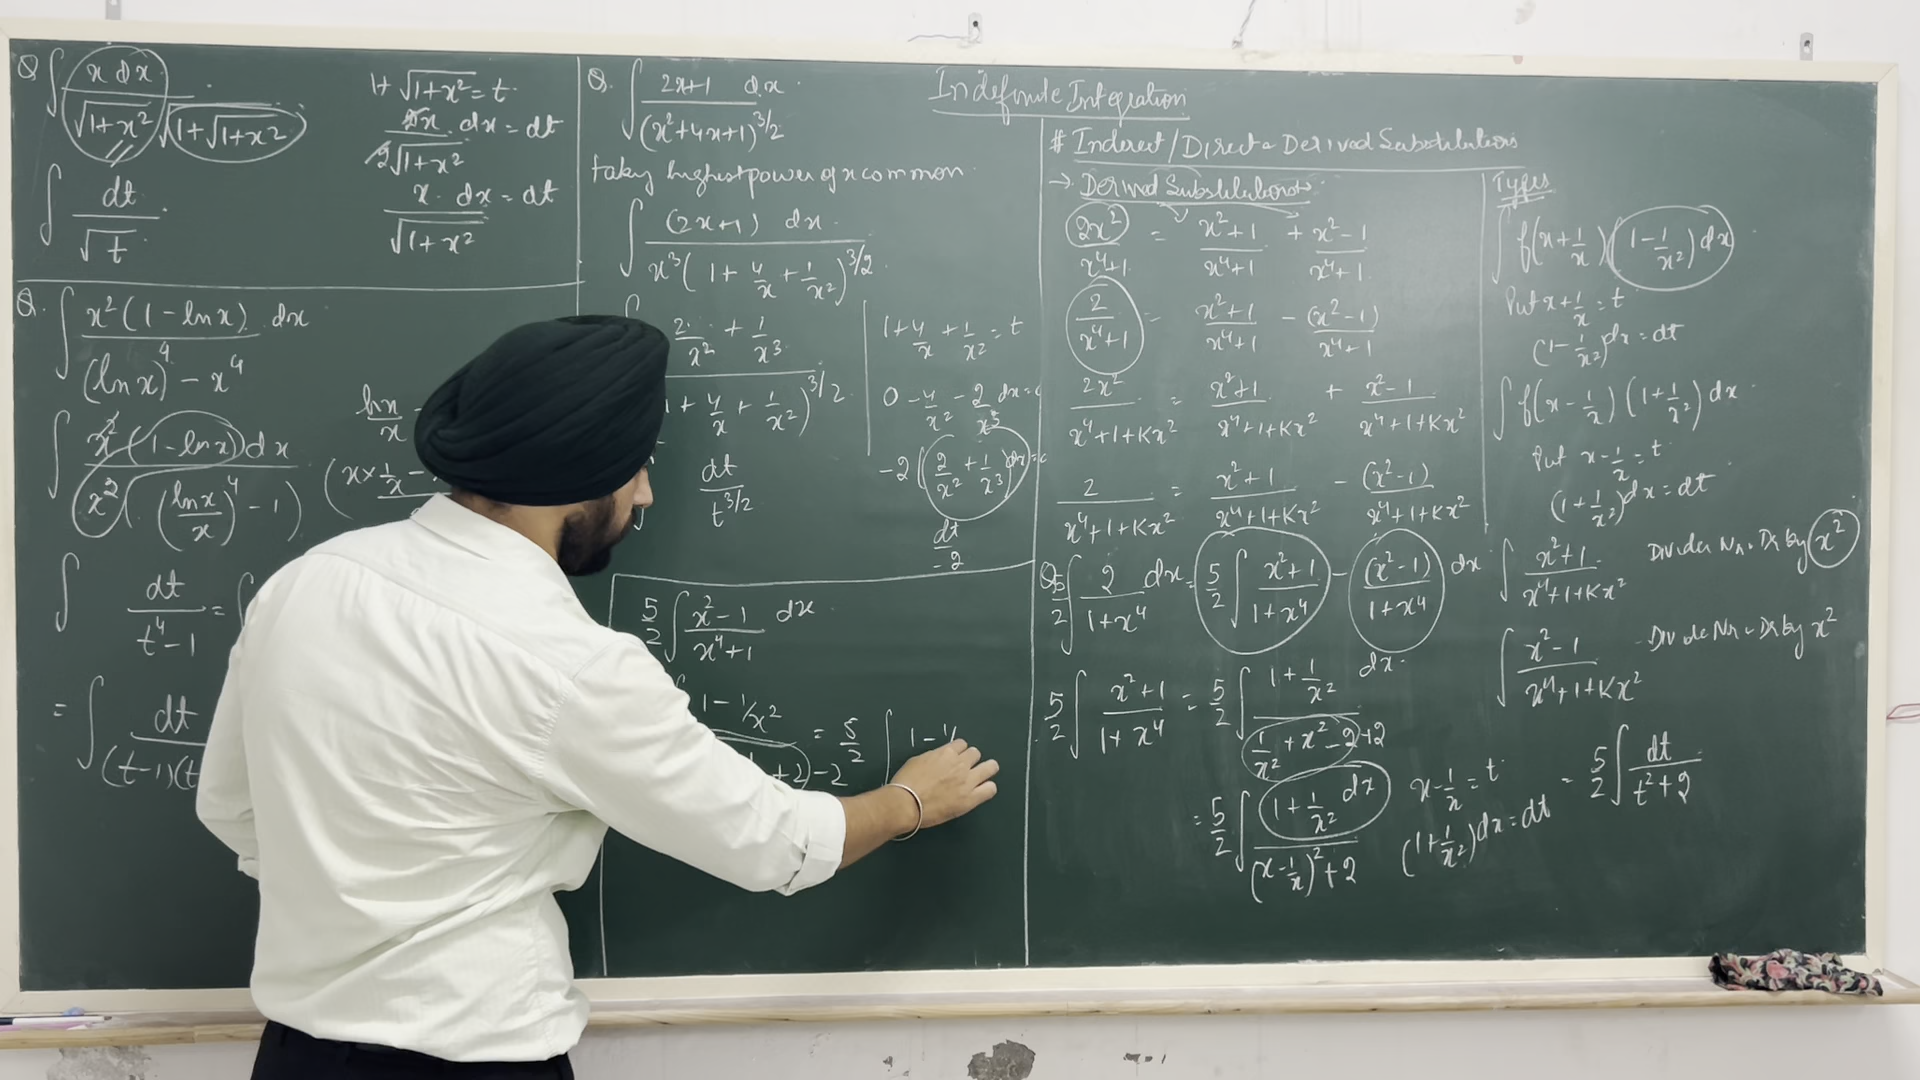 Indefinite Integration
Q ∫ x dx / √1+x² √1+√1+x²
1+√1+x² = t
2x / 2√1+x² . dx = dt
x / √1+x² . dx = dt
∫ dt / √t
Q. ∫ x²(1-lnx) dx / (lnx)⁴ - x⁴
∫ x²(1-lnx)dx / x²((lnx/x)⁴ - 1)
lnx/x
(x×1/x -
∫ dt / t⁴-1 = ∫
= ∫ dt / (t-1)(t
Q. ∫ 2x+1 dx / (x²+4x+1)^3/2
taking highest power of x common
∫ (2x+1) dx / x³(1+4/x+1/x²)^3/2
2/x² + 1/x³
+ 4/x + 1/x²)^3/2
1+4/x+1/x² = t
0 - 4/x² - 2/x³ dx =
-2(2/x² + 1/x³)dx =
dt / t^3/2
dt / -2
5/2 ∫ x²-1 / x⁴+1 dx
1 - 1/x²
+2)-2
= 5/2 ∫ 1-1/
# Inderect/Direct & Derived Substitutions
→ Derived Substitutions
2x² / x⁴+1 = x²+1 / x⁴+1 + x²-1 / x⁴+1
2 / x⁴+1 = x²+1 / x⁴+1 - (x²-1) / x⁴+1
2x² / x⁴+1+Kx² = x²+1 / x⁴+1+Kx² + x²-1 / x⁴+1+Kx²
2 / x⁴+1+Kx² = x²+1 / x⁴+1+Kx² - (x²-1) / x⁴+1+Kx²
Q. 5/2 ∫ 2 / 1+x⁴ dx = 5/2 ∫ x²+1 / 1+x⁴ - (x²-1) / 1+x⁴ dx
5/2 ∫ x²+1 / 1+x⁴ = 5/2 ∫ 1+1/x² / 1/x²+x²-2+2 dx.
= 5/2 ∫ 1+1/x² dx / (x-1/x)²+2
x-1/x = t
(1+1/x²)dx = dt
= 5/2 ∫ dt / t²+2
Types
∫ f(x+1/x)(1-1/x²)dx
Put x+1/x = t
(1-1/x²)dx = dt
∫ f(x-1/x)(1+1/x²)dx
Put x-1/x = t
(1+1/x²)dx = dt
∫ x²+1 / x⁴+1+Kx² Divide Nr & Dr by x²
∫ x²-1 / x⁴+1+Kx² - Divide Nr & Dr by x²